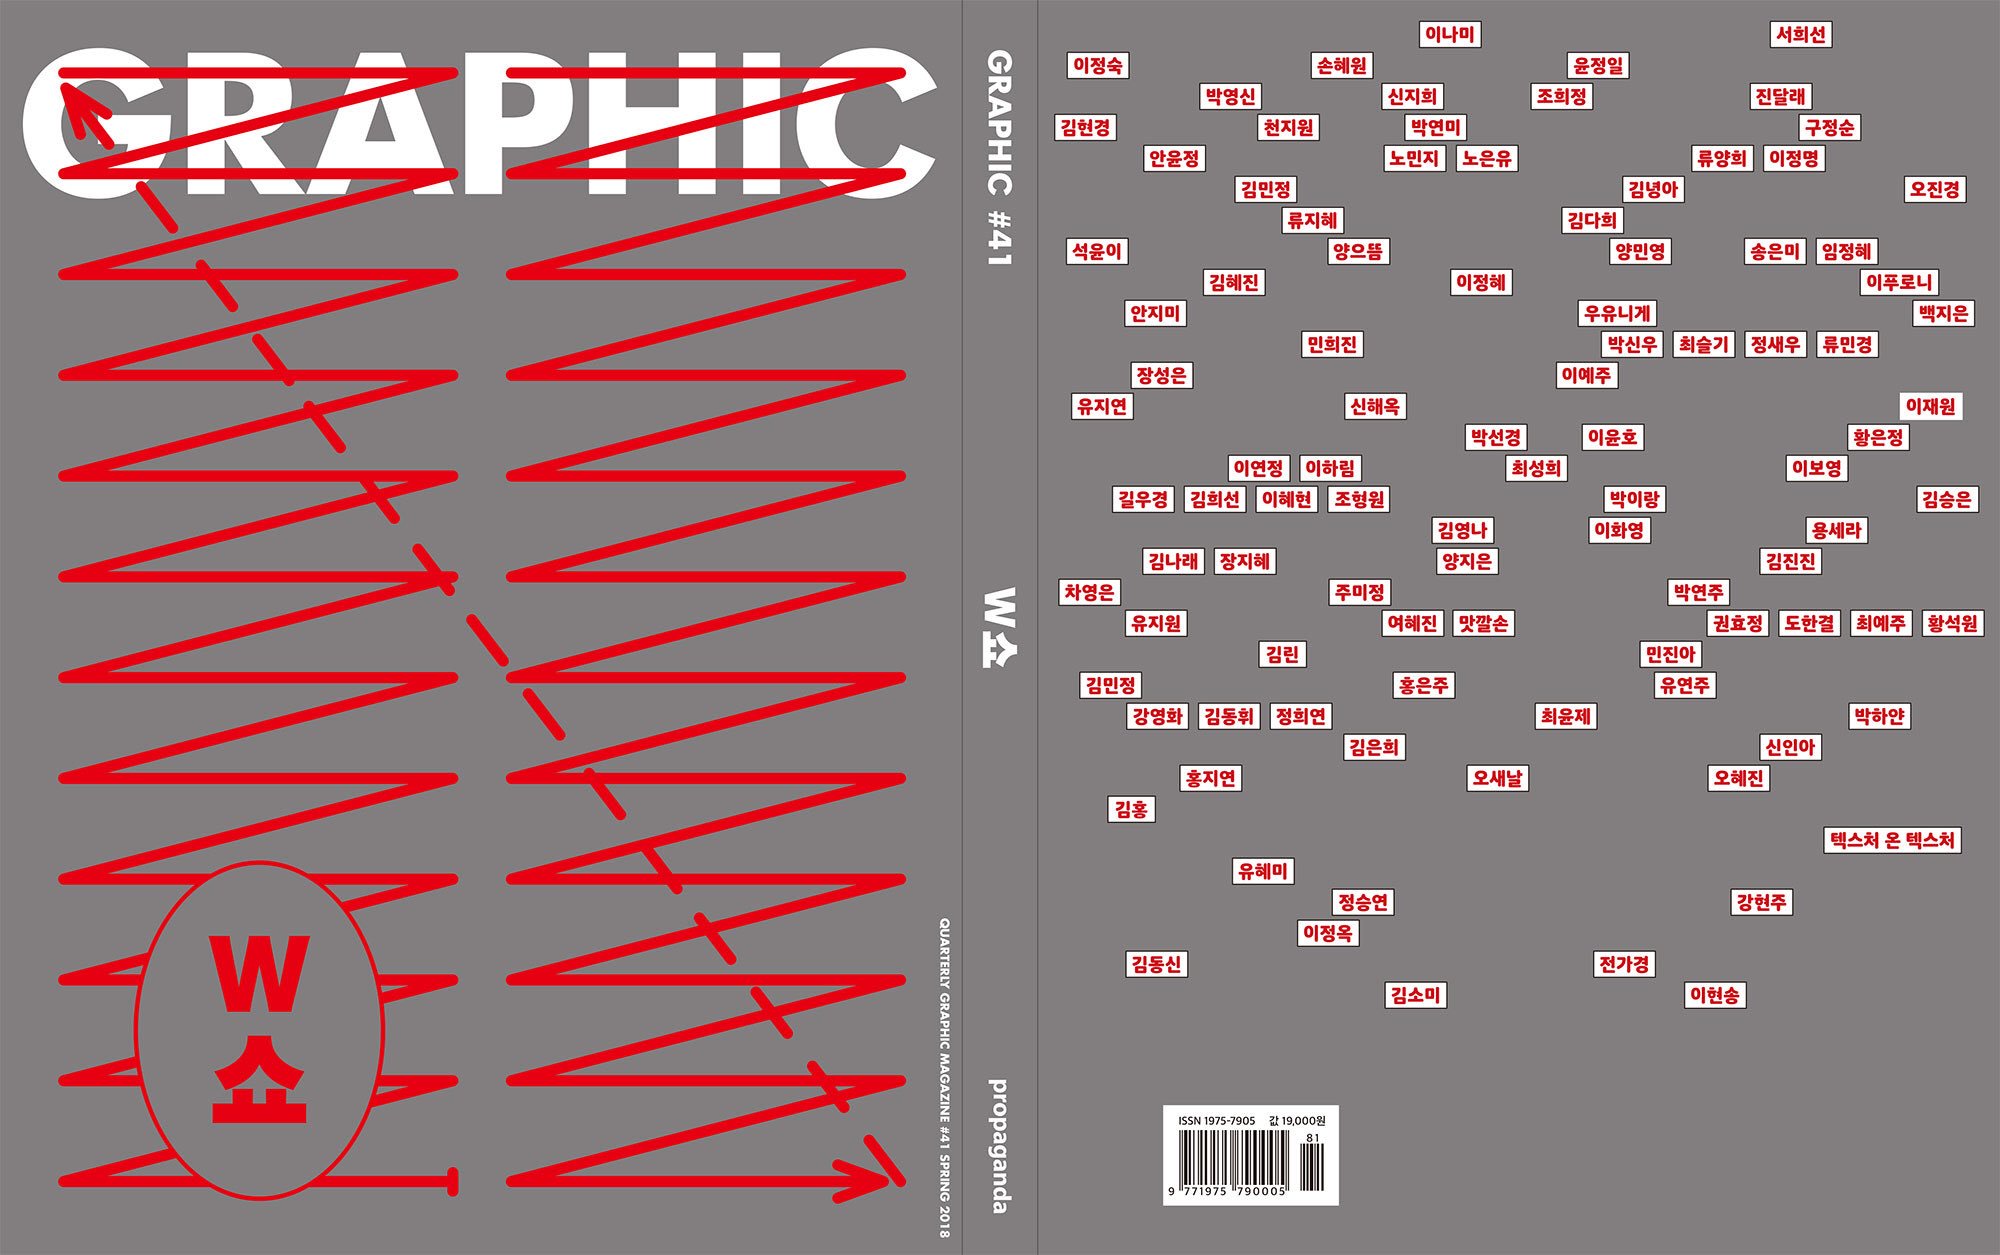 GRAPHIC
W
쇼
QUARTERLY GRAPHIC MAGAZINE #41 SPRING 2018
GRAPHIC #41
W쇼
propaganda
이나미 서희선
이정숙 손혜원 윤정일
박영신 신지희 조희정 진달래
김현경 천지원 박연미 구정순
안윤정 노민지 노은유 류양희 이정명
김민정 김녕아 오진경
류지혜 김다희
석윤이 양으뜸 양민영 송은미 임정혜
김혜진 이정혜 이푸로니
안지미 우유니게 백지은
민희진 박신우 최슬기 정새우 류민경
장성은 이예주
유지연 신해옥 이재원
박선경 이윤호 황은정
이연정 이하림 최성희 이보영
길우경 김희선 이혜현 조형원 박이랑 김승은
김영나 이화영 용세라
김나래 장지혜 양지은 김진진
차영은 주미정 박연주
유지원 여혜진 맛깔손 권효정 도한결 최예주 황석원
김린 민진아
김민정 홍은주 유연주
강영화 김동휘 정희연 최윤제 박하얀
김은희 신인아
홍지연 오새날 오혜진
김홍
텍스처 온 텍스처
유혜미
정승연 강현주
이정옥
김동신 전가경
김소미 이현송
ISSN 1975-7905 값 19,000원
81
9 771975 790005